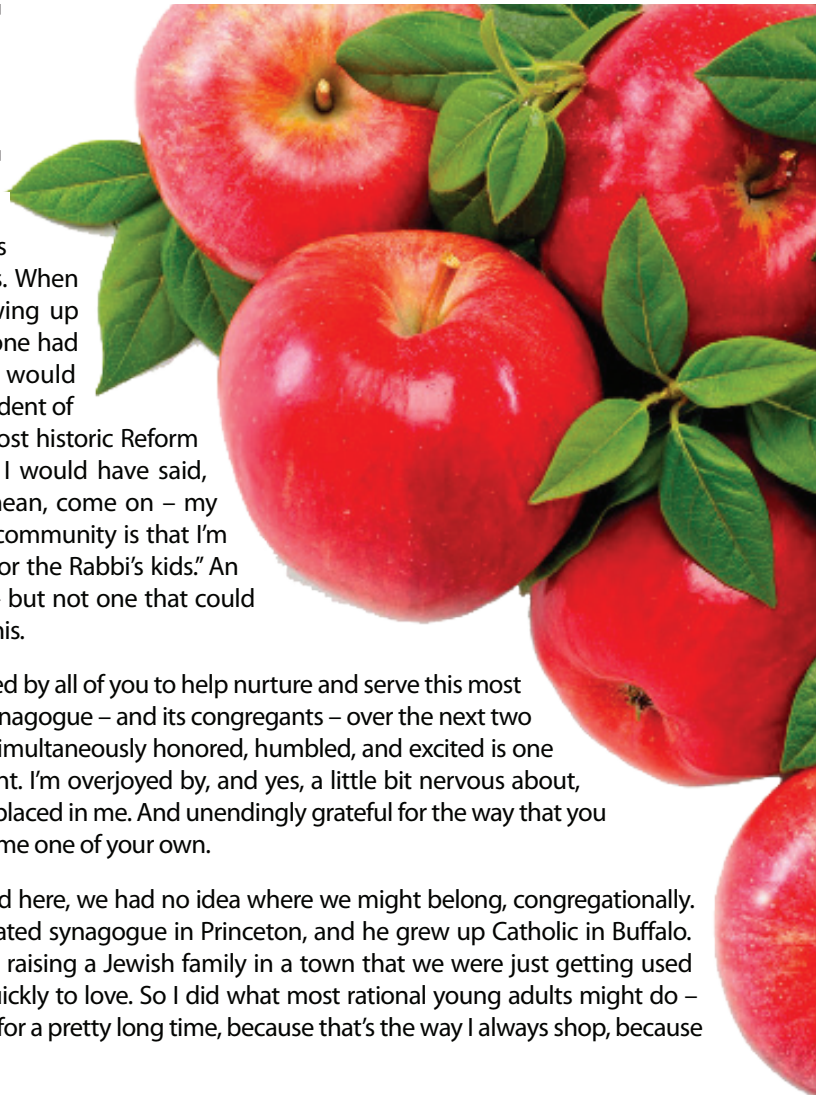 s
s. When
wing up
one had
would
dent of
ost historic Reform
I would have said,
nean, come on – my
community is that I'm
or the Rabbi's kids." An
but not one that could
his.
ed by all of you to help nurture and serve this most
nagogue – and its congregants – over the next two
simultaneously honored, humbled, and excited is one
nt. I'm overjoyed by, and yes, a little bit nervous about,
placed in me. And unendingly grateful for the way that you
me one of your own.
d here, we had no idea where we might belong, congregationally.
ated synagogue in Princeton, and he grew up Catholic in Buffalo.
raising a Jewish family in a town that we were just getting used
uickly to love. So I did what most rational young adults might do –
for a pretty long time, because that's the way I always shop, because